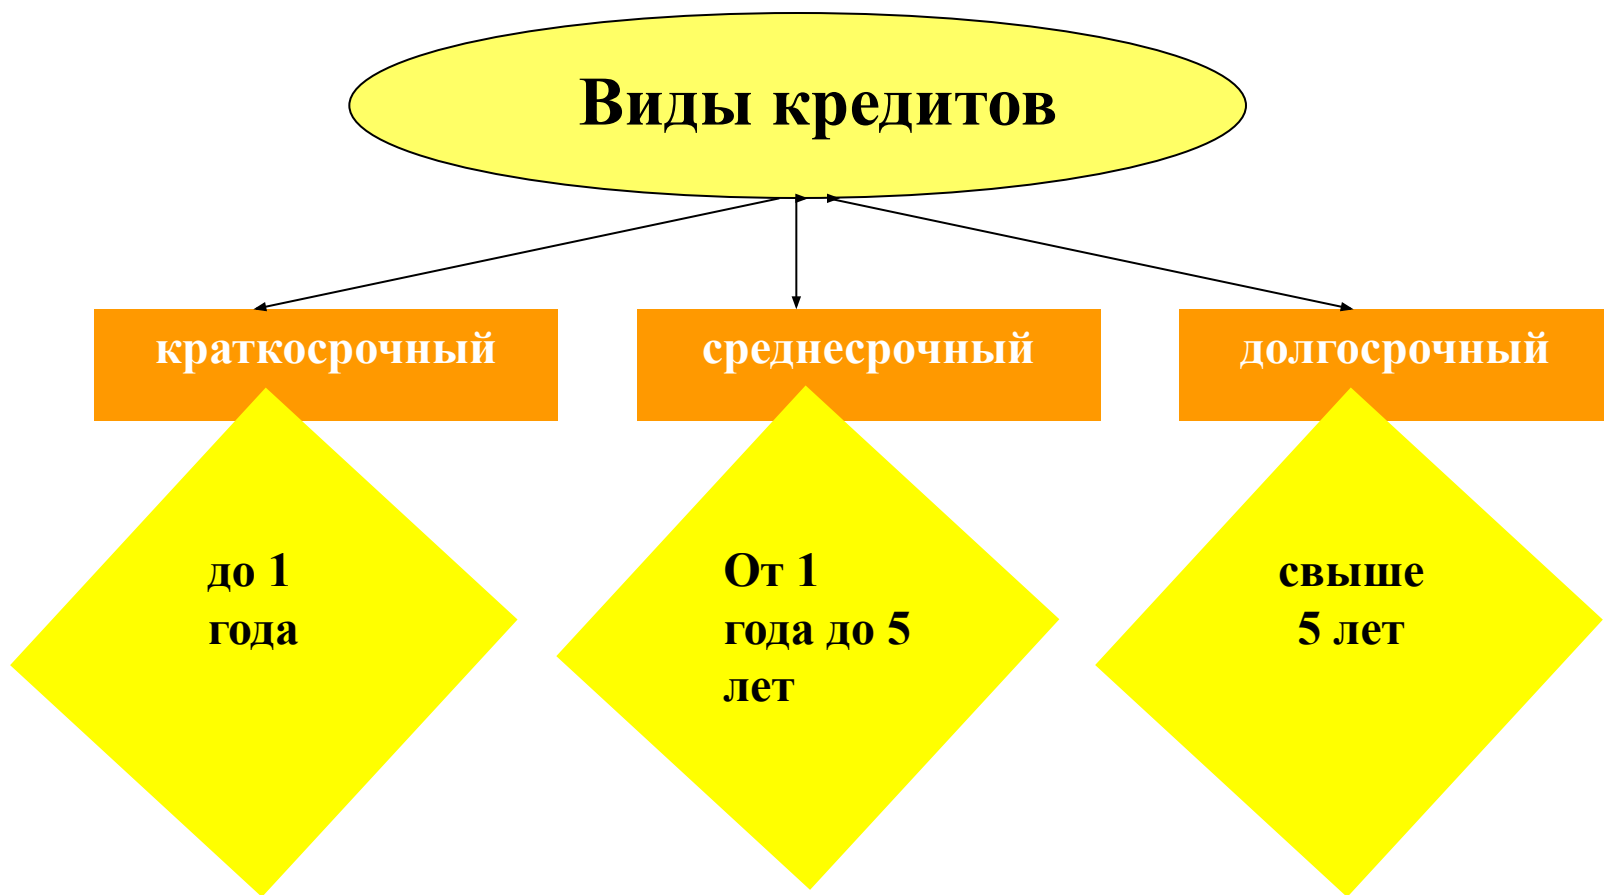 Виды кредитов
краткосрочный
среднесрочный
долгосрочный
до 1
года
От 1
года до 5
лет
свыше
5 лет